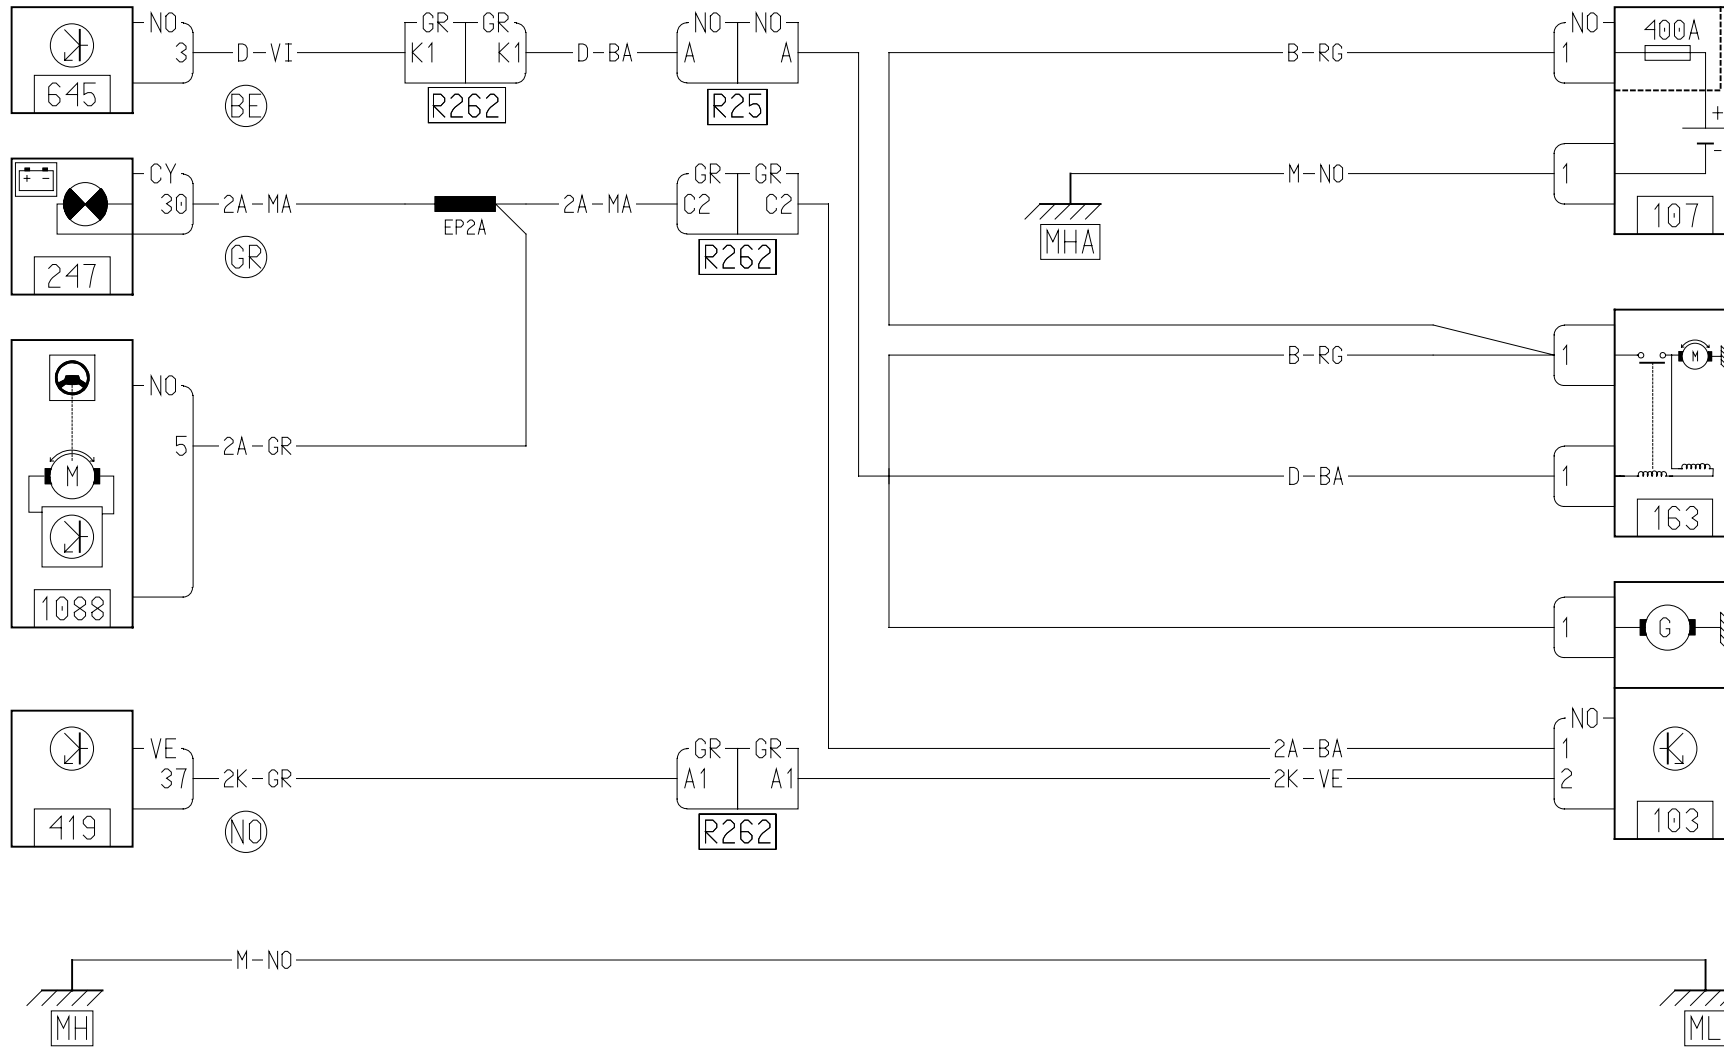 NO GR GR NO NO NO 400A
3 D-VI K1 K1 D-BA A A B-RG 1
645 BE R262 R25
+
-
CY GR GR M-NO 1
+ - 30 2A-MA 2A-MA C2 C2 107
EP2A
247 GR R262 MHA
1 M
B-RG
NO
5 2A-GR
M D-BA 1
163
1088 1 G
NO
VE GR GR 2A-BA 1
37 2K-GR A1 A1 2K-VE 2
419 NO R262 103
M-NO
MH ML